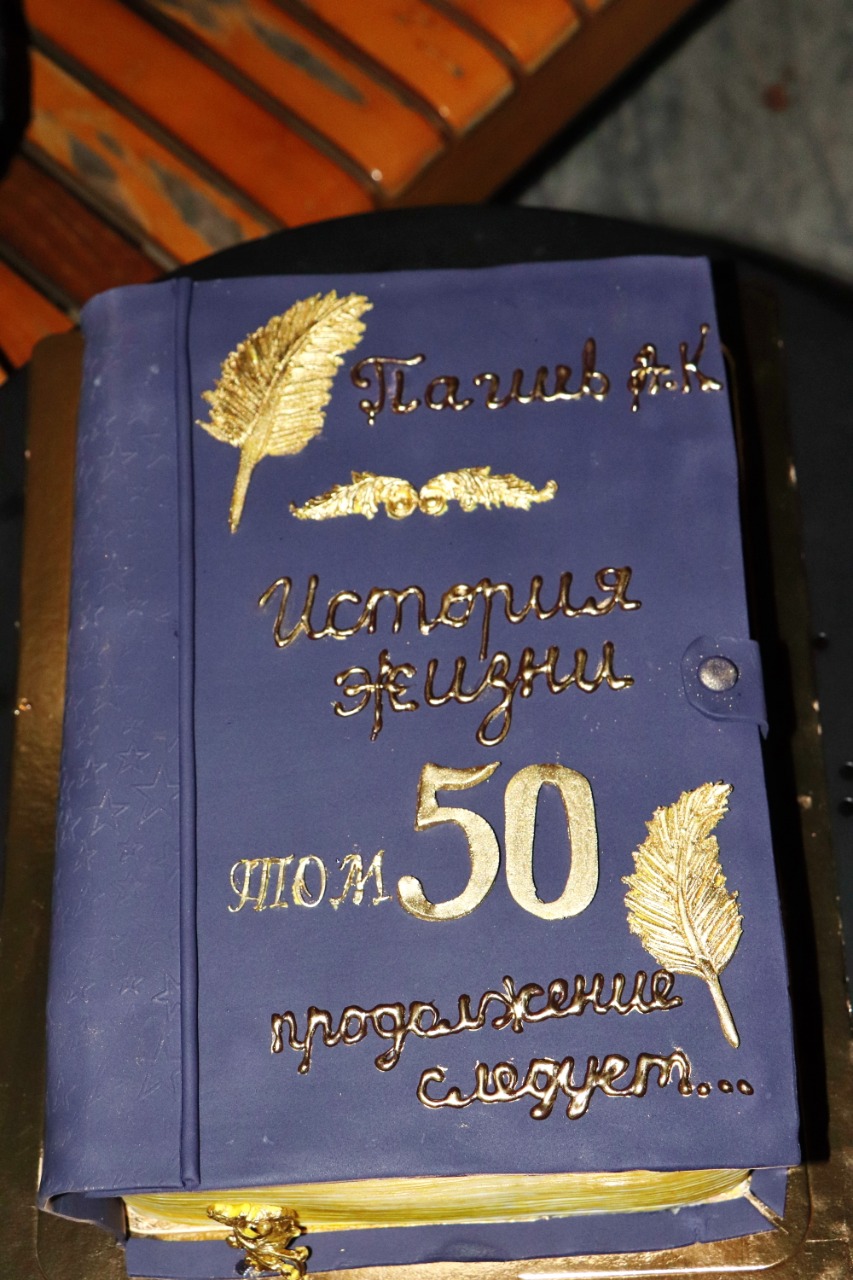 Пагиев А.К
История
жизни
том 50
продолжение
следует...